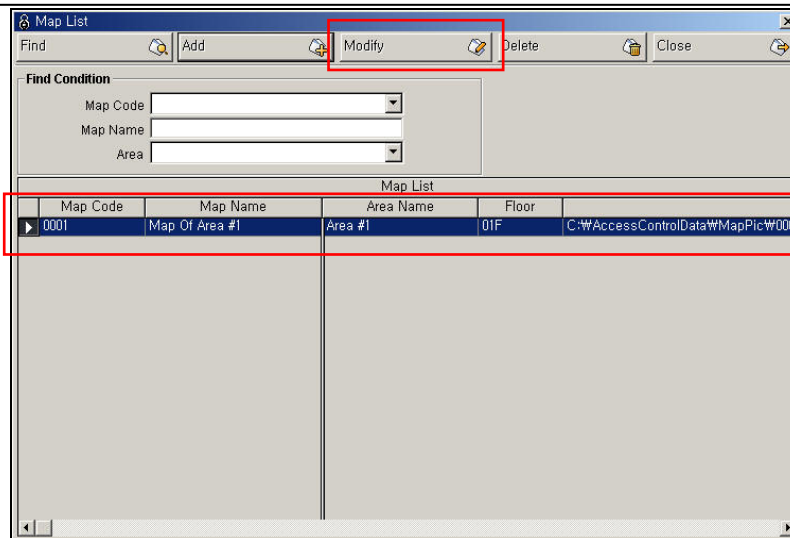 Map List
Find Add Modify Delete Close
Find Condition
Map Code
Map Name
Area
Map List
Map Code Map Name Area Name Floor
0001 Map Of Area #1 Area #1 01F C:₩AccessControlData₩MapPic₩00